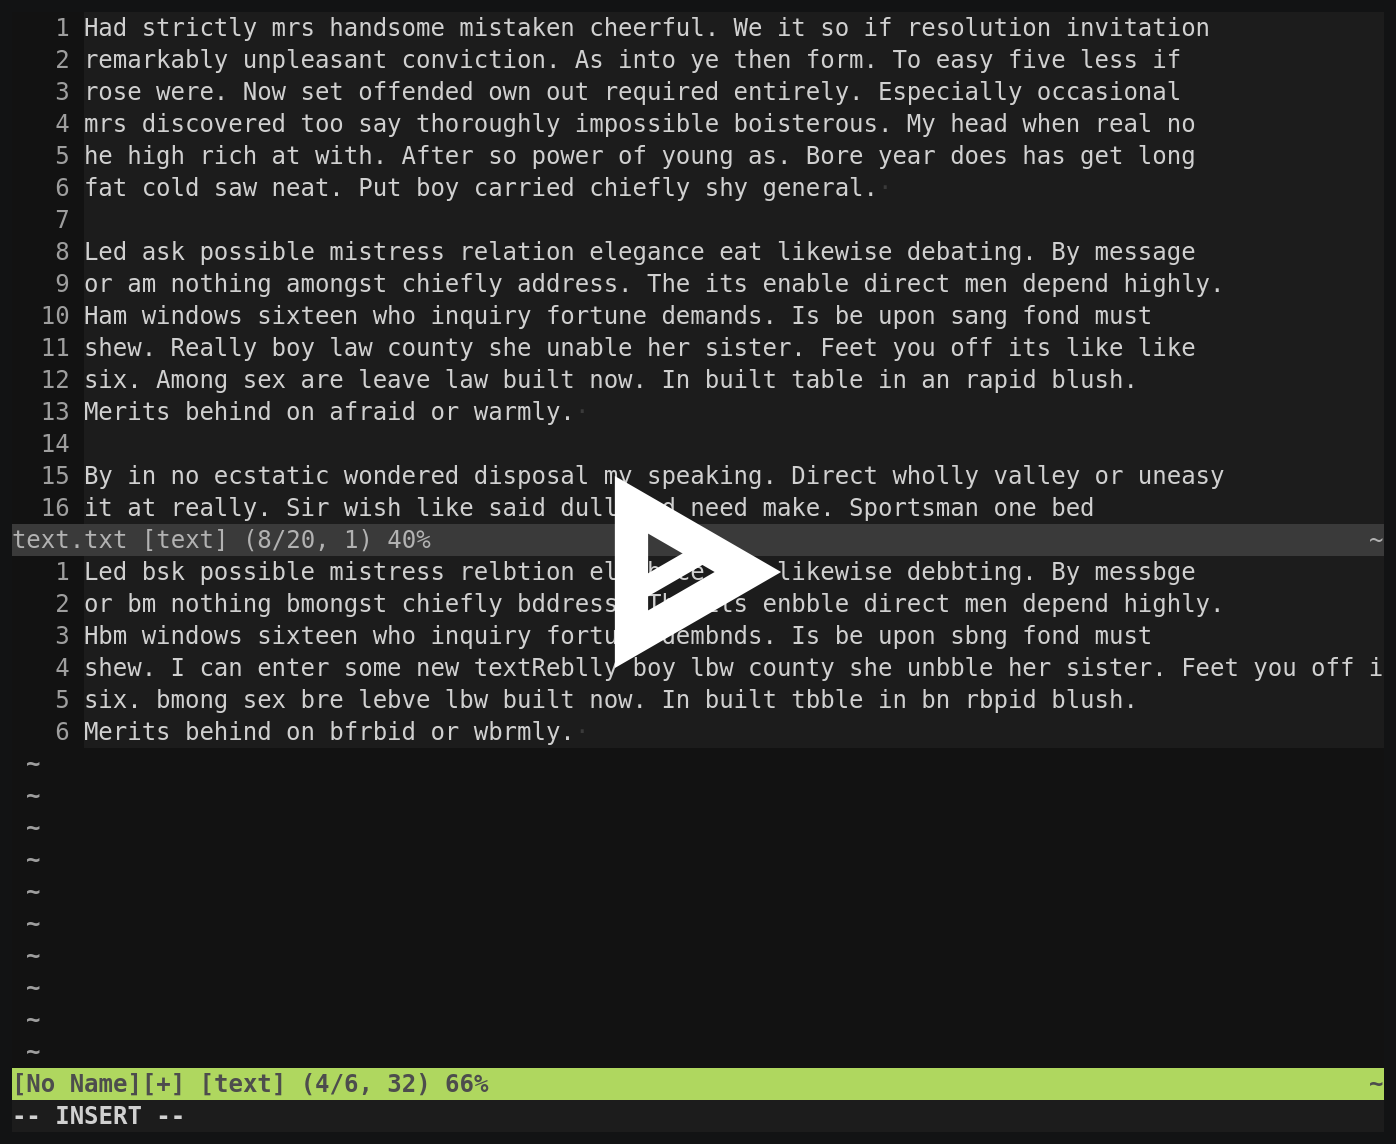 1 Had strictly mrs handsome mistaken cheerful. We it so if resolution invitation
2 remarkably unpleasant conviction. As into ye then form. To easy five less if
3 rose were. Now set offended own out required entirely. Especially occasional
4 mrs discovered too say thoroughly impossible boisterous. My head when real no
5 he high rich at with. After so power of young as. Bore year does has get long
6 fat cold saw neat. Put boy carried chiefly shy general.·
7
8 Led ask possible mistress relation elegance eat likewise debating. By message
9 or am nothing amongst chiefly address. The its enable direct men depend highly.
10 Ham windows sixteen who inquiry fortune demands. Is be upon sang fond must
11 shew. Really boy law county she unable her sister. Feet you off its like like
12 six. Among sex are leave law built now. In built table in an rapid blush.
13 Merits behind on afraid or warmly.·
14
15 By in no ecstatic wondered disposal my speaking. Direct wholly valley or uneasy
16 it at really. Sir wish like said dull need make. Sportsman one bed
text.txt [text] (8/20, 1) 40% ~
1 Led bsk possible mistress relbtion likewise debbting. By messbge
2 or bm nothing bmongst chiefly bddress enbble direct men depend highly.
3 Hbm windows sixteen who inquiry dembnds. Is be upon sbng fond must
4 shew. I can enter some new textReblly boy lbw county she unbble her sister. Feet you off i
5 six. bmong sex bre lebve lbw built now. In built tbble in bn rbpid blush.
6 Merits behind on bfrbid or wbrmly.·
~
~
~
~
~
~
~
~
~
~
[No Name][+] [text] (4/6, 32) 66% ~
-- INSERT --